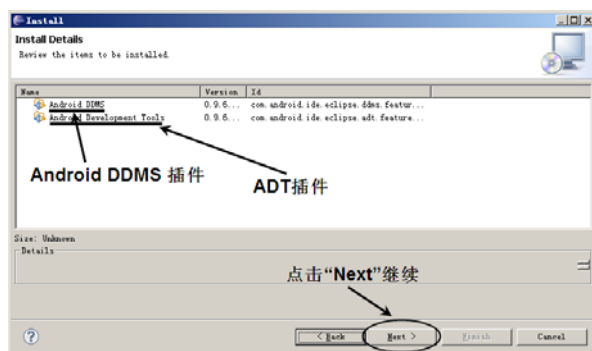 Install
Install Details
Review the items to be installed.
Name Version Id
Android DDMS 0.9.6... com.android.ide.eclipse.ddms.featur...
Android Development Tools 0.9.6... com.android.ide.eclipse.adt.feature...
Android DDMS 插件
ADT插件
Size: Unknown
Details
点击“Next”继续
? < Back Next > Finish Cancel